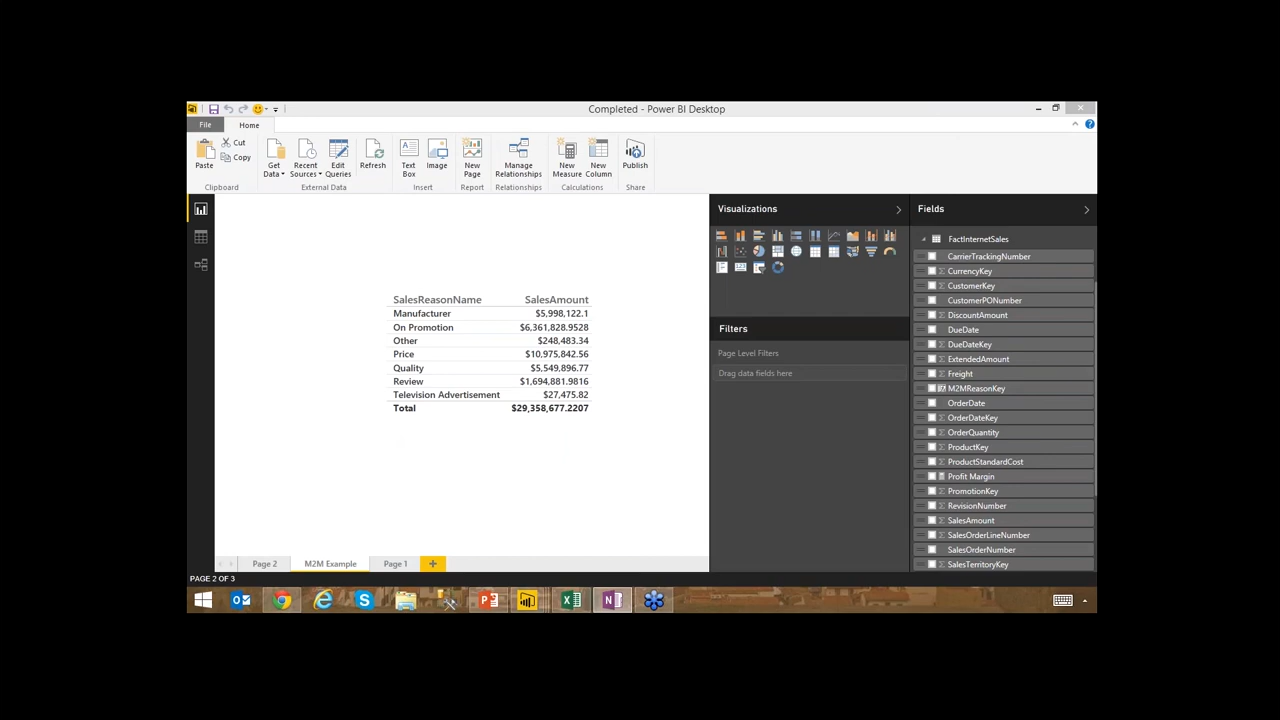 Completed - Power BI Desktop
File
Home
Paste
Cut
Copy
Clipboard
Get Data
Recent Sources
Edit Queries
Refresh
External Data
Text Box
Image
Insert
New Page
Report
Manage Relationships
Relationships
New Measure
New Column
Calculations
Publish
Share
SalesReasonName SalesAmount
Manufacturer $5,998,122.1
On Promotion $6,361,828.9528
Other $248,483.34
Price $10,975,842.56
Quality $5,549,896.77
Review $1,694,881.9816
Television Advertisement $27,475.82
Total $29,358,677.2207
Visualizations
Filters
Page Level Filters
Drag data fields here
Fields
FactInternetSales
CarrierTrackingNumber
CurrencyKey
CustomerKey
CustomerPONumber
DiscountAmount
DueDate
DueDateKey
ExtendedAmount
Freight
M2MReasonKey
OrderDate
OrderDateKey
OrderQuantity
ProductKey
ProductStandardCost
Profit Margin
PromotionKey
RevisionNumber
SalesAmount
SalesOrderLineNumber
SalesOrderNumber
SalesTerritoryKey
Page 2
M2M Example
Page 1
PAGE 2 OF 3